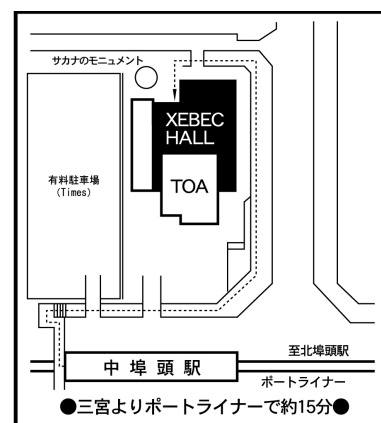 サカナのモニュメント
XEBEC
HALL
有料駐車場
(Times)
TOA
至北埠頭駅
中埠頭駅
ポートライナー
●三宮よりポートライナーで約15分●